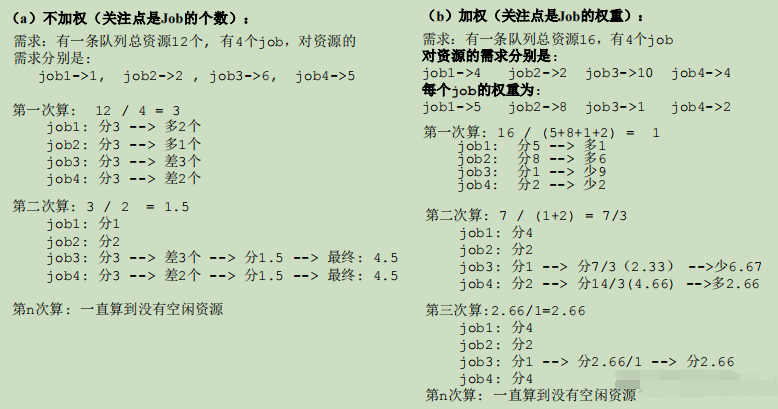 (a) 不加权（关注点是Job的个数）：
需求：有一条队列总资源12个, 有4个job，对资源的
需求分别是:
job1->1,  job2->2 , job3->6,  job4->5
第一次算:  12 / 4 = 3
job1: 分3 --> 多2个
job2: 分3 --> 多1个
job3: 分3 --> 差3个
job4: 分3 --> 差2个
第二次算: 3 / 2  = 1.5
job1: 分1
job2: 分2
job3: 分3 --> 差3个 --> 分1.5 --> 最终: 4.5
job4: 分3 --> 差2个 --> 分1.5 --> 最终: 4.5
第n次算: 一直算到没有空闲资源
(b) 加权（关注点是Job的权重）：
需求：有一条队列总资源16，有4个job
对资源的需求分别是:
job1->4   job2->2  job3->10  job4->4
每个job的权重为:
job1->5   job2->8  job3->1   job4->2
第一次算: 16 / (5+8+1+2) =  1
job1:  分5 --> 多1
job2:  分8 --> 多6
job3:  分1 --> 少9
job4:  分2 --> 少2
第二次算: 7 / (1+2) = 7/3
job1: 分4
job2: 分2
job3: 分1 --> 分7/3（2.33） -->少6.67
job4: 分2 --> 分14/3(4.66) -->多2.66
第三次算:2.66/1=2.66
job1: 分4
job2: 分2
job3: 分1 --> 分2.66/1 --> 分2.66
job4: 分4
第n次算: 一直算到没有空闲资源